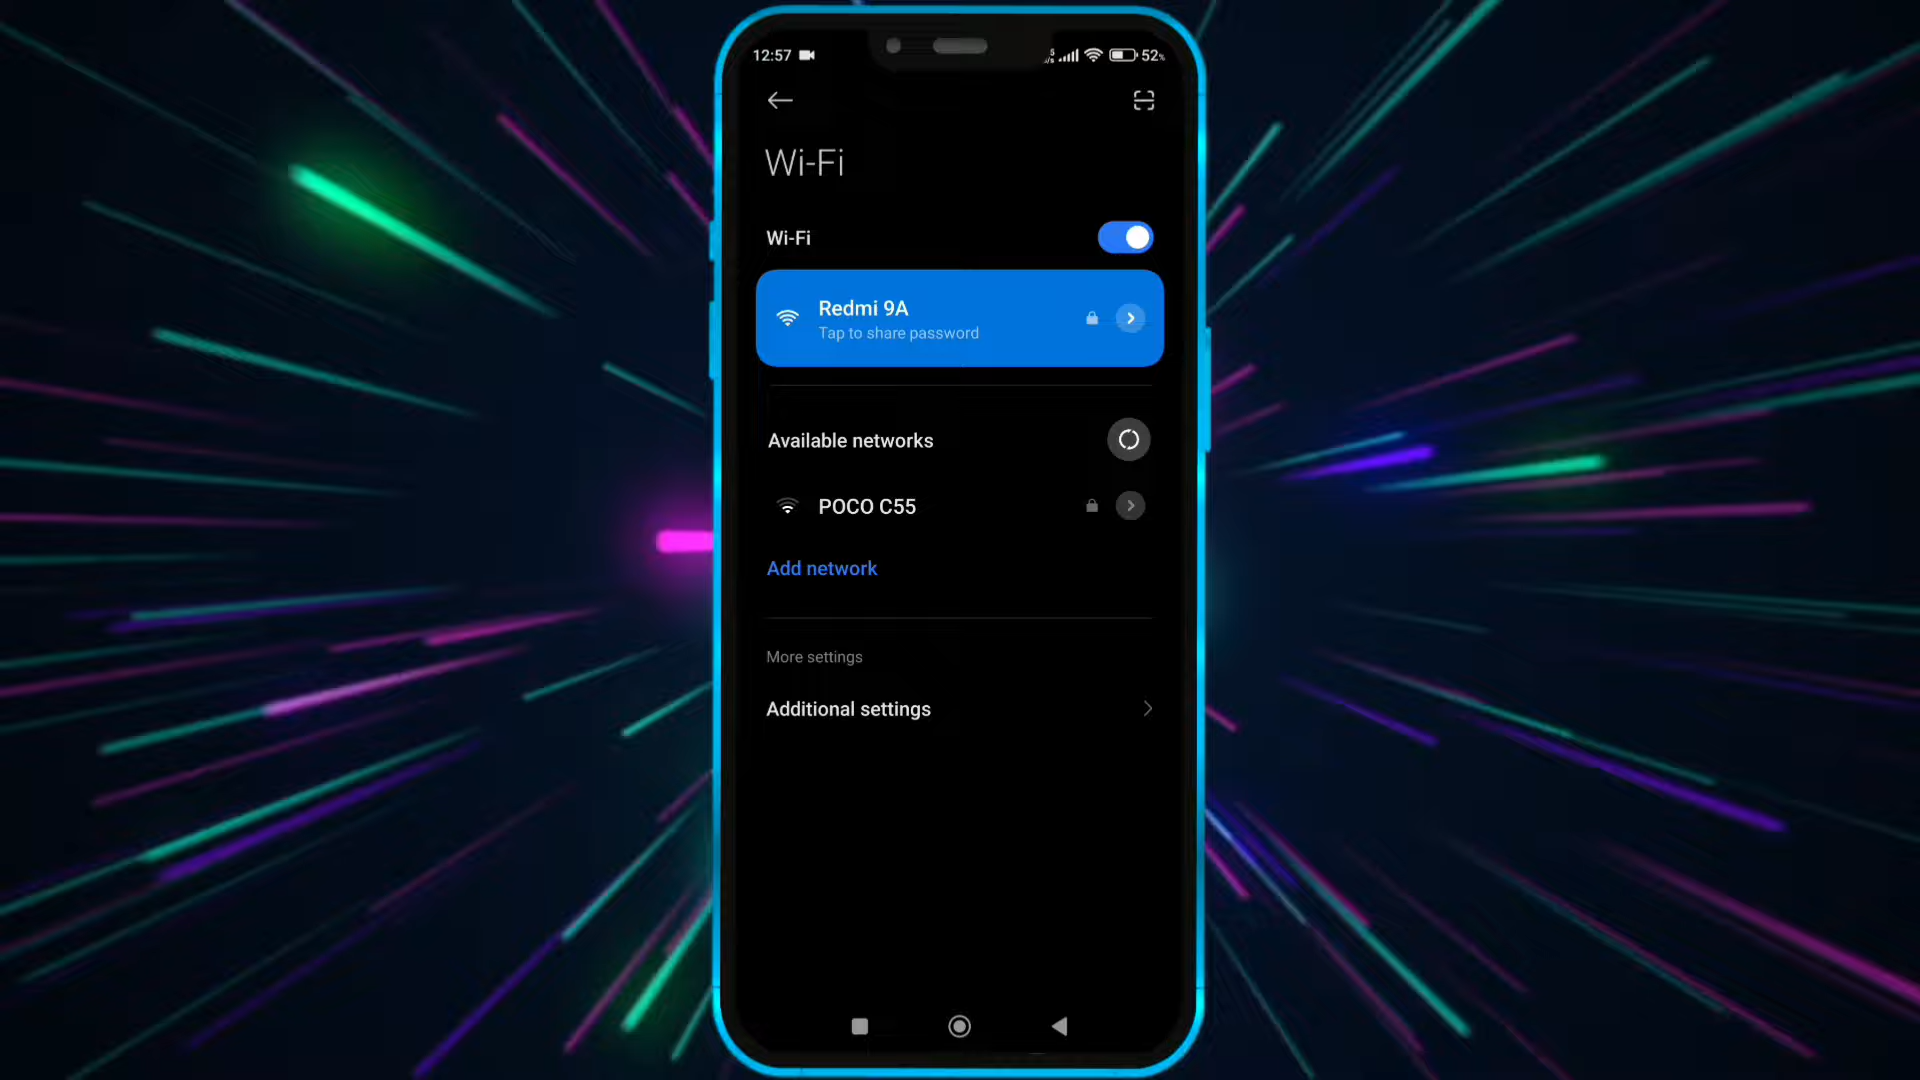 12:57
52%
Wi-Fi
Wi-Fi
Redmi 9A
Tap to share password
Available networks
POCO C55
Add network
More settings
Additional settings